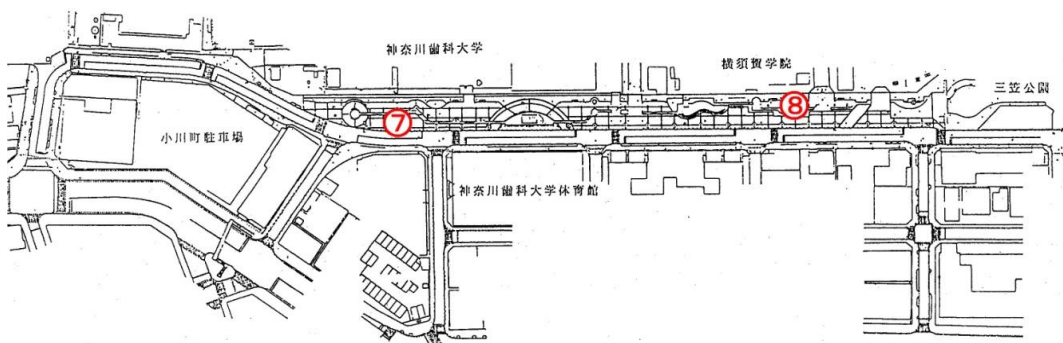 神奈川歯科大学
横須賀学院
三笠公園
⑦
⑧
小川町駐車場
神奈川歯科大学体育館